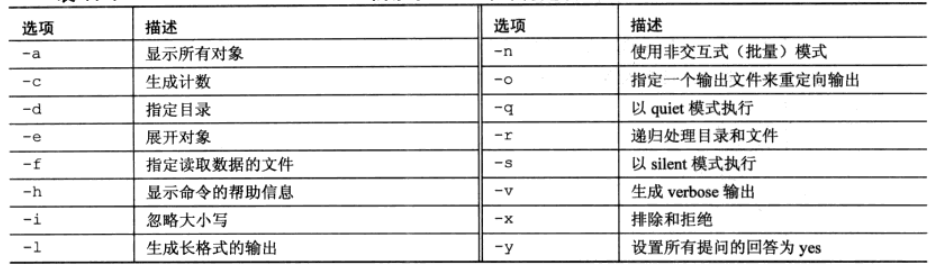 选项 描述 选项 描述
-a 显示所有对象 -n 使用非交互式（批量）模式
-c 生成计数 -o 指定一个输出文件来重定向输出
-d 指定目录 -q 以 quiet 模式执行
-e 展开对象 -r 递归处理目录和文件
-f 指定读取数据的文件 -s 以 silent 模式执行
-h 显示命令的帮助信息 -v 生成 verbose 输出
-i 忽略大小写 -x 排除和拒绝
-l 生成长格式的输出 -y 设置所有提问的回答为 yes